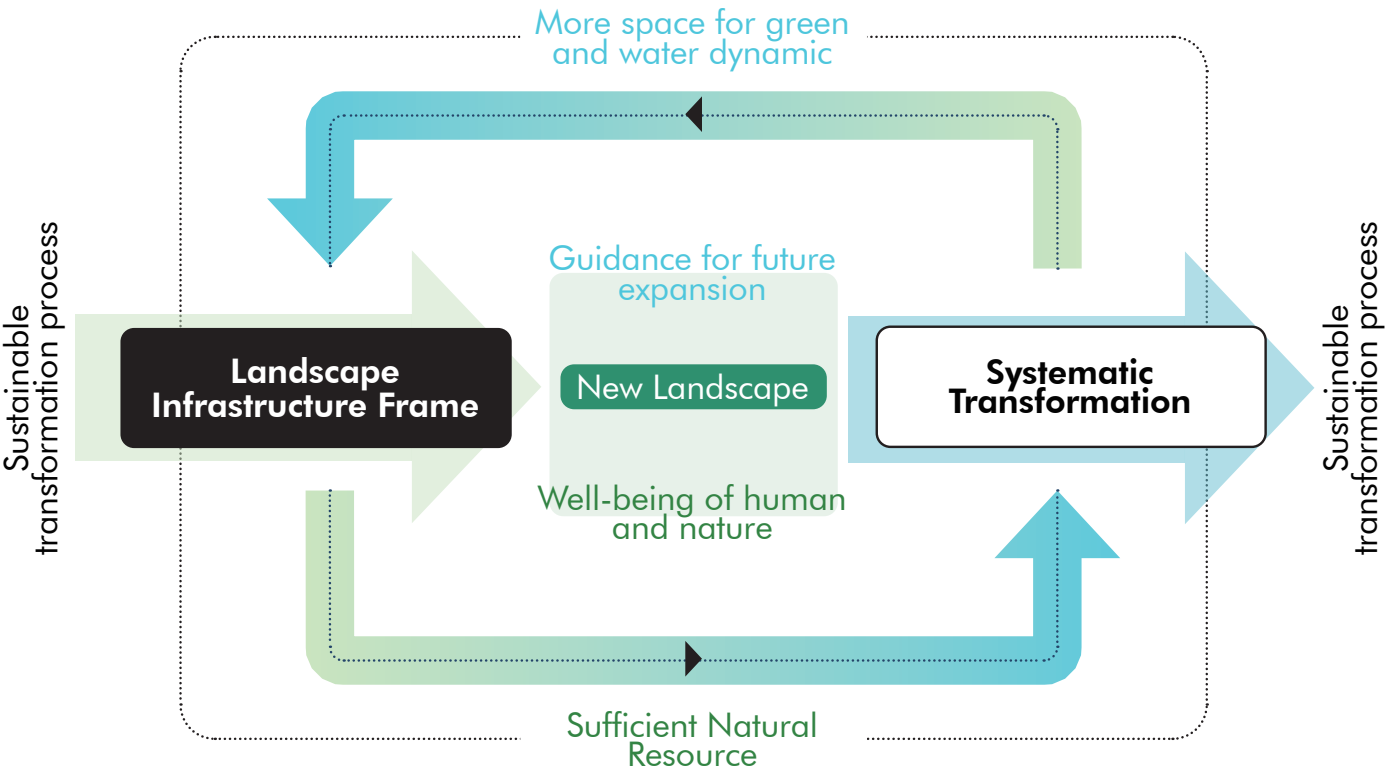 More space for green
and water dynamic
Sustainable
transformation process
Guidance for future
expansion
Landscape
Infrastructure Frame
New Landscape
Systematic
Transformation
Well-being of human
and nature
Sustainable
transformation process
Sufficient Natural
Resource